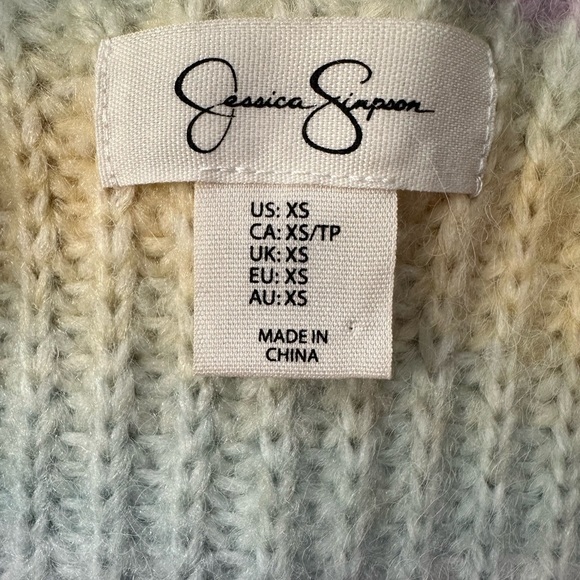 Jessica Simpson
US: XS
CA: XS/TP
UK: XS
EU: XS
AU: XS
MADE IN
CHINA